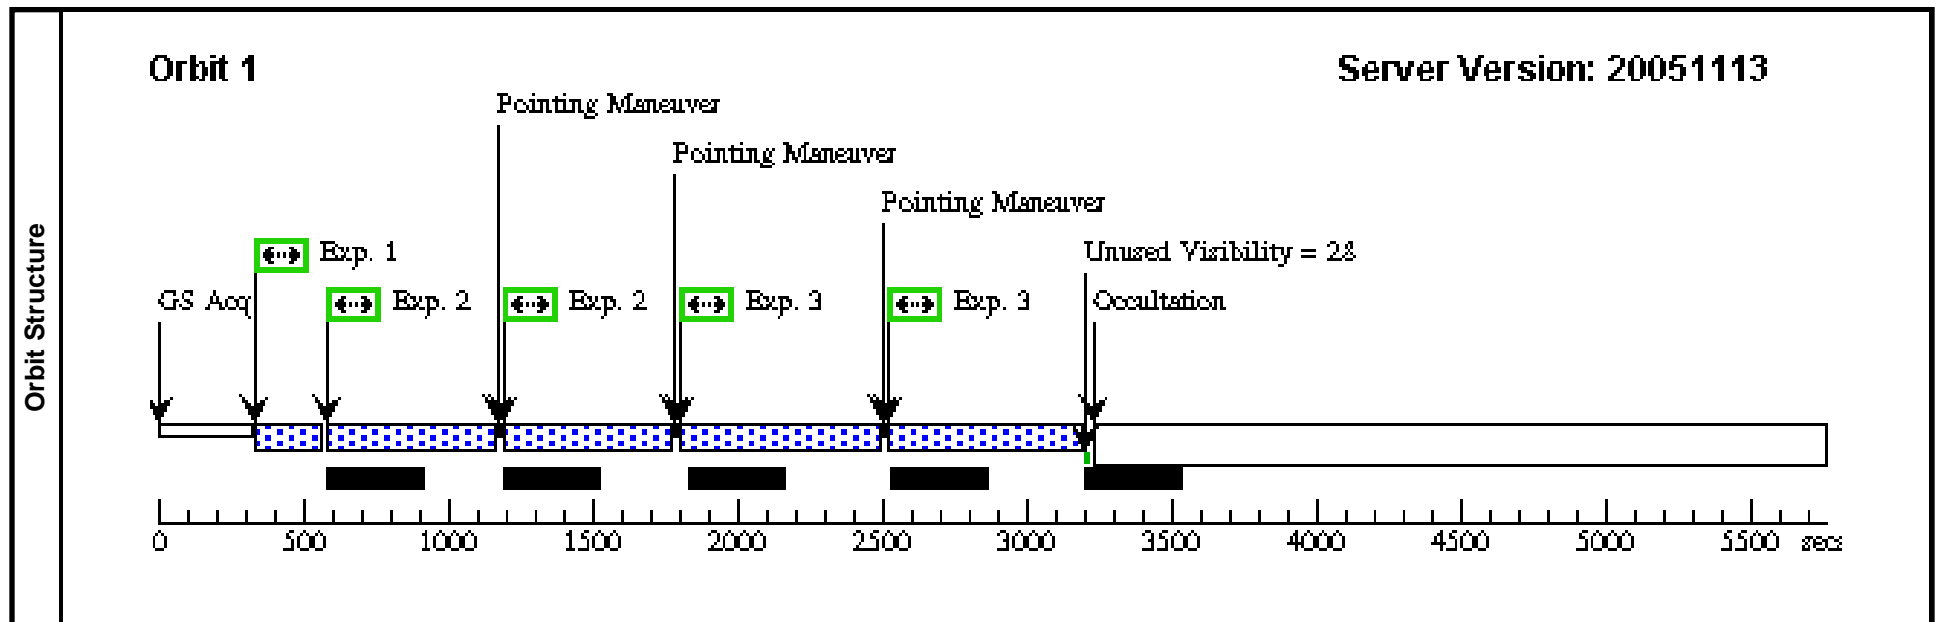 Orbit 1
Server Version: 20051113
Pointing Maneuver
Pointing Maneuver
Pointing Maneuver
Exp. 1
Unused Visibility = 28
GS Acq
Exp. 2
Exp. 2
Exp. 3
Exp. 3
Occultation
Orbit Structure
0 500 1000 1500 2000 2500 3000 3500 4000 4500 5000 5500 secs